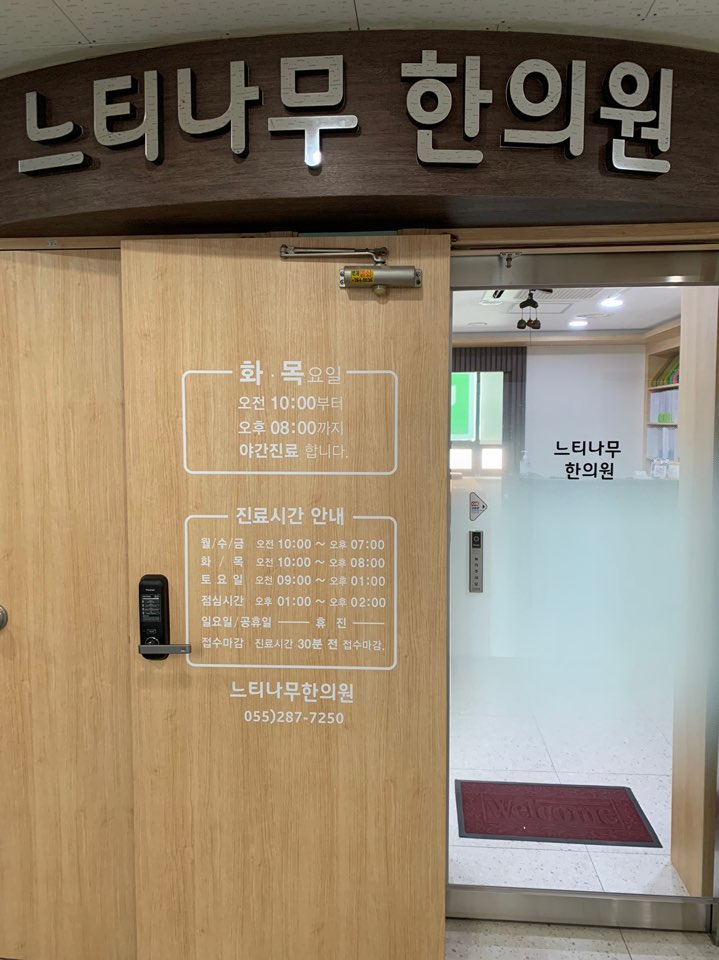 느티나무 한의원
화·목요일
오전 10:00부터
오후 08:00까지
야간진료 합니다.
진료시간 안내
월/수/금 오전 10:00 ~ 오후 07:00
화 / 목 오전 10:00 ~ 오후 08:00
토요일 오전 09:00 ~ 오후 01:00
점심시간 오후 01:00 ~ 오후 02:00
일요일/공휴일 휴진
접수마감 진료시간 30분 전 접수마감.
느티나무한의원
055)287-7250
느티나무
한의원
Welcome